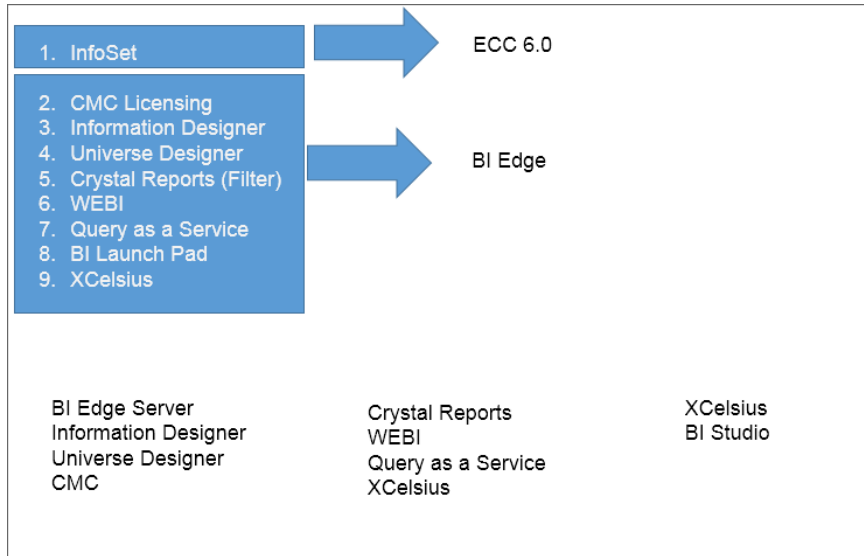 1. InfoSet
ECC 6.0
2. CMC Licensing
3. Information Designer
4. Universe Designer
5. Crystal Reports (Filter)
6. WEBI
7. Query as a Service
8. BI Launch Pad
9. XCelsius
BI Edge
BI Edge Server
Information Designer
Universe Designer
CMC
Crystal Reports
WEBI
Query as a Service
XCelsius
XCelsius
BI Studio